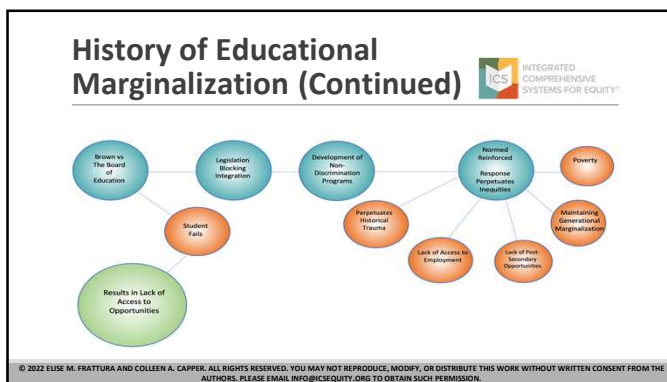 History of Educational
Marginalization (Continued)
ICS
INTEGRATED
COMPREHENSIVE
SYSTEMS FOR EQUITY®
Brown vs
The Board
of
Education
Legislation
Blocking
Integration
Development of
Non-
Discrimination
Programs
Normed
Reinforced
Response
Perpetuates
Inequities
Poverty
Student
Fails
Perpetuates
Historical
Trauma
Maintaining
Generational
Marginalization
Lack of Access to
Employment
Lack of Post-
Secondary
Opportunities
Results in Lack of
Access to
Opportunities
© 2022 ELISE M. FRATTURA AND COLLEEN A. CAPPER. ALL RIGHTS RESERVED. YOU MAY NOT REPRODUCE, MODIFY, OR DISTRIBUTE THIS WORK WITHOUT WRITTEN CONSENT FROM THE
AUTHORS. PLEASE EMAIL INFO@ICSEQUITY.ORG TO OBTAIN SUCH PERMISSION.